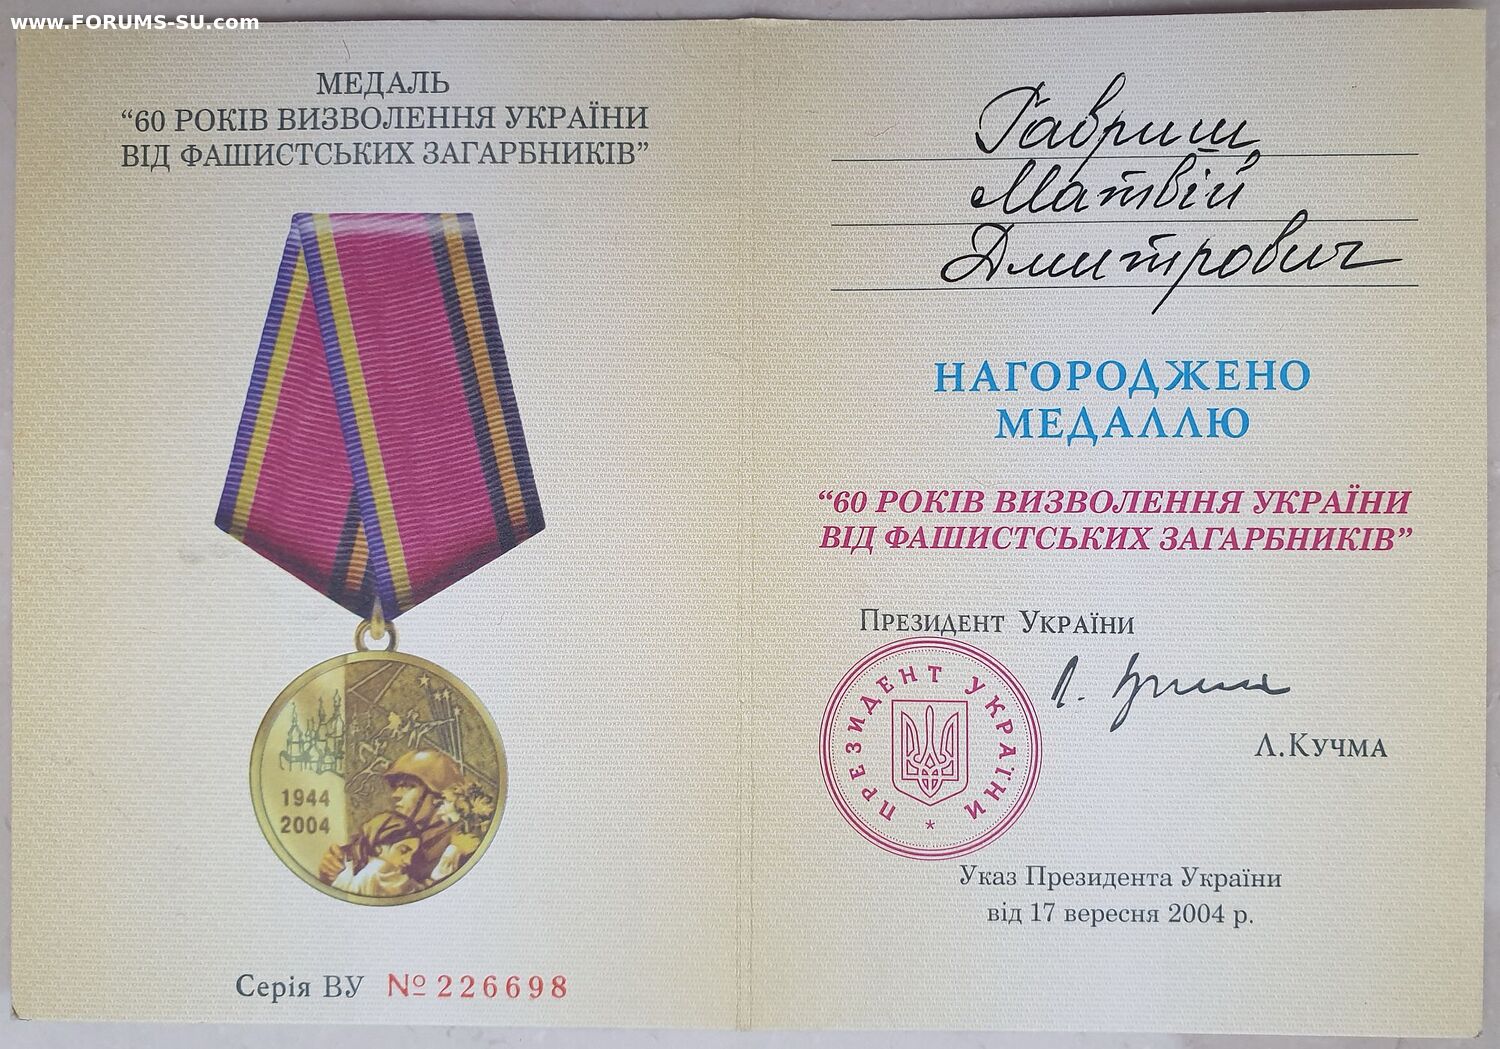 www.FORUMS-SU.com
МЕДАЛЬ
“60 РОКІВ ВИЗВОЛЕННЯ УКРАЇНИ
ВІД ФАШИСТСЬКИХ ЗАГАРБНИКІВ”
1944
2004
Серія ВУ № 226698
Гавриш
Матвій
Дмитрович
НАГОРОДЖЕНО
МЕДАЛЛЮ
“60 РОКІВ ВИЗВОЛЕННЯ УКРАЇНИ
ВІД ФАШИСТСЬКИХ ЗАГАРБНИКІВ”
ПРЕЗИДЕНТ УКРАЇНИ
ПРЕЗИДЕНТ УКРАЇНИ *
Л.КУЧМА
Указ Президента України
від 17 вересня 2004 р.